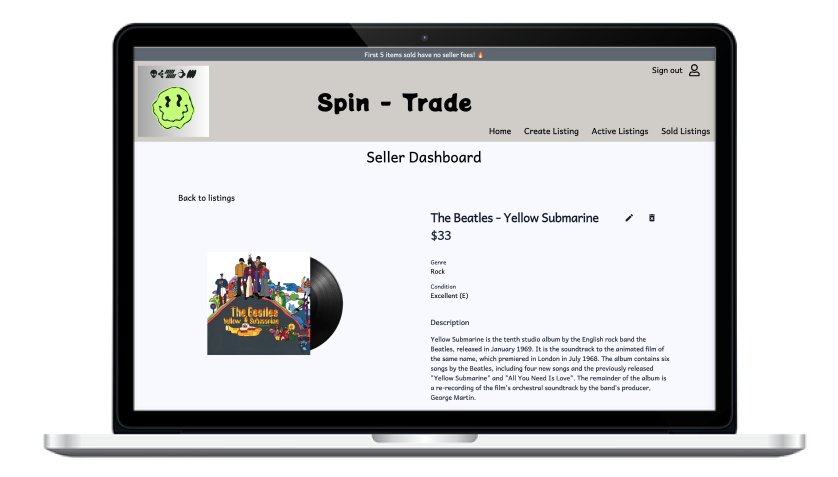 First 5 items sold have no seller fees! 🔥
Sign out
Spin - Trade
Home Create Listing Active Listings Sold Listings
Seller Dashboard
Back to listings
The Beatles - Yellow Submarine
$33
Genre
Rock
Condition
Excellent (E)
The Beatles
Yellow Submarine
Description
Yellow Submarine is the tenth studio album by the English rock band the
Beatles, released in January 1969. It is the soundtrack to the animated film of
the same name, which premiered in London in July 1968. The album contains six
songs by the Beatles, including four new songs and the previously released
"Yellow Submarine" and "All You Need Is Love". The remainder of the album is
a re-recording of the film's orchestral soundtrack by the band's producer,
George Martin.